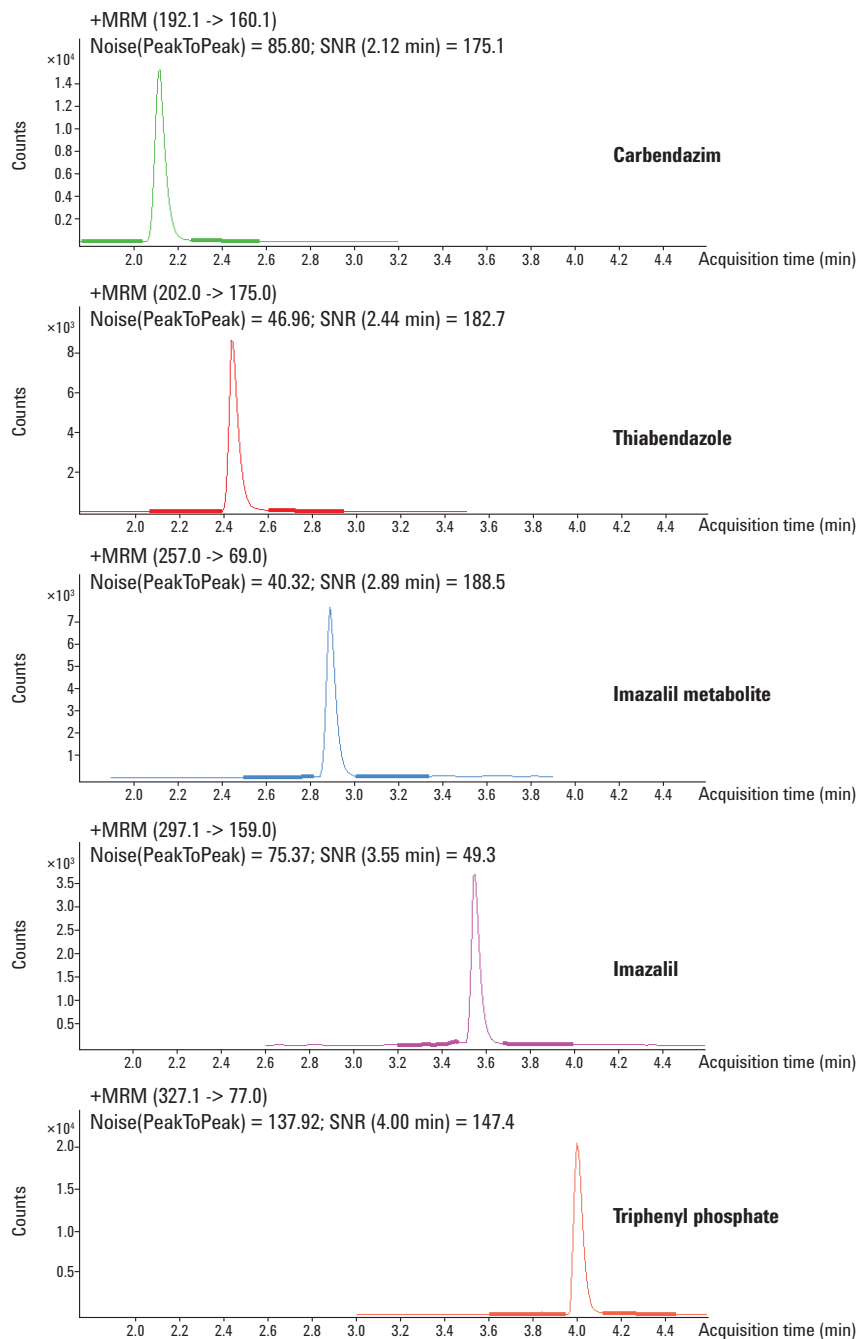 +MRM (192.1 -> 160.1)
Noise(PeakToPeak) = 85.80; SNR (2.12 min) = 175.1
×10⁴
1.4
1.2
1.0
0.8
0.6
0.4
0.2
Counts
Carbendazim
2.0 2.2 2.4 2.6 2.8 3.0 3.2 3.4 3.6 3.8 4.0 4.2 4.4 Acquisition time (min)
+MRM (202.0 -> 175.0)
Noise(PeakToPeak) = 46.96; SNR (2.44 min) = 182.7
×10³
8
6
4
2
Counts
Thiabendazole
2.0 2.2 2.4 2.6 2.8 3.0 3.2 3.4 3.6 3.8 4.0 4.2 4.4 Acquisition time (min)
+MRM (257.0 -> 69.0)
Noise(PeakToPeak) = 40.32; SNR (2.89 min) = 188.5
×10³
7
6
5
4
3
2
1
Counts
Imazalil metabolite
2.0 2.2 2.4 2.6 2.8 3.0 3.2 3.4 3.6 3.8 4.0 4.2 4.4 Acquisition time (min)
+MRM (297.1 -> 159.0)
Noise(PeakToPeak) = 75.37; SNR (3.55 min) = 49.3
×10³
3.5
3.0
2.5
2.0
1.5
1.0
0.5
Counts
Imazalil
2.0 2.2 2.4 2.6 2.8 3.0 3.2 3.4 3.6 3.8 4.0 4.2 4.4 Acquisition time (min)
+MRM (327.1 -> 77.0)
Noise(PeakToPeak) = 137.92; SNR (4.00 min) = 147.4
×10⁴
2.0
1.5
1.0
0.5
Counts
Triphenyl phosphate
2.0 2.2 2.4 2.6 2.8 3.0 3.2 3.4 3.6 3.8 4.0 4.2 4.4 Acquisition time (min)